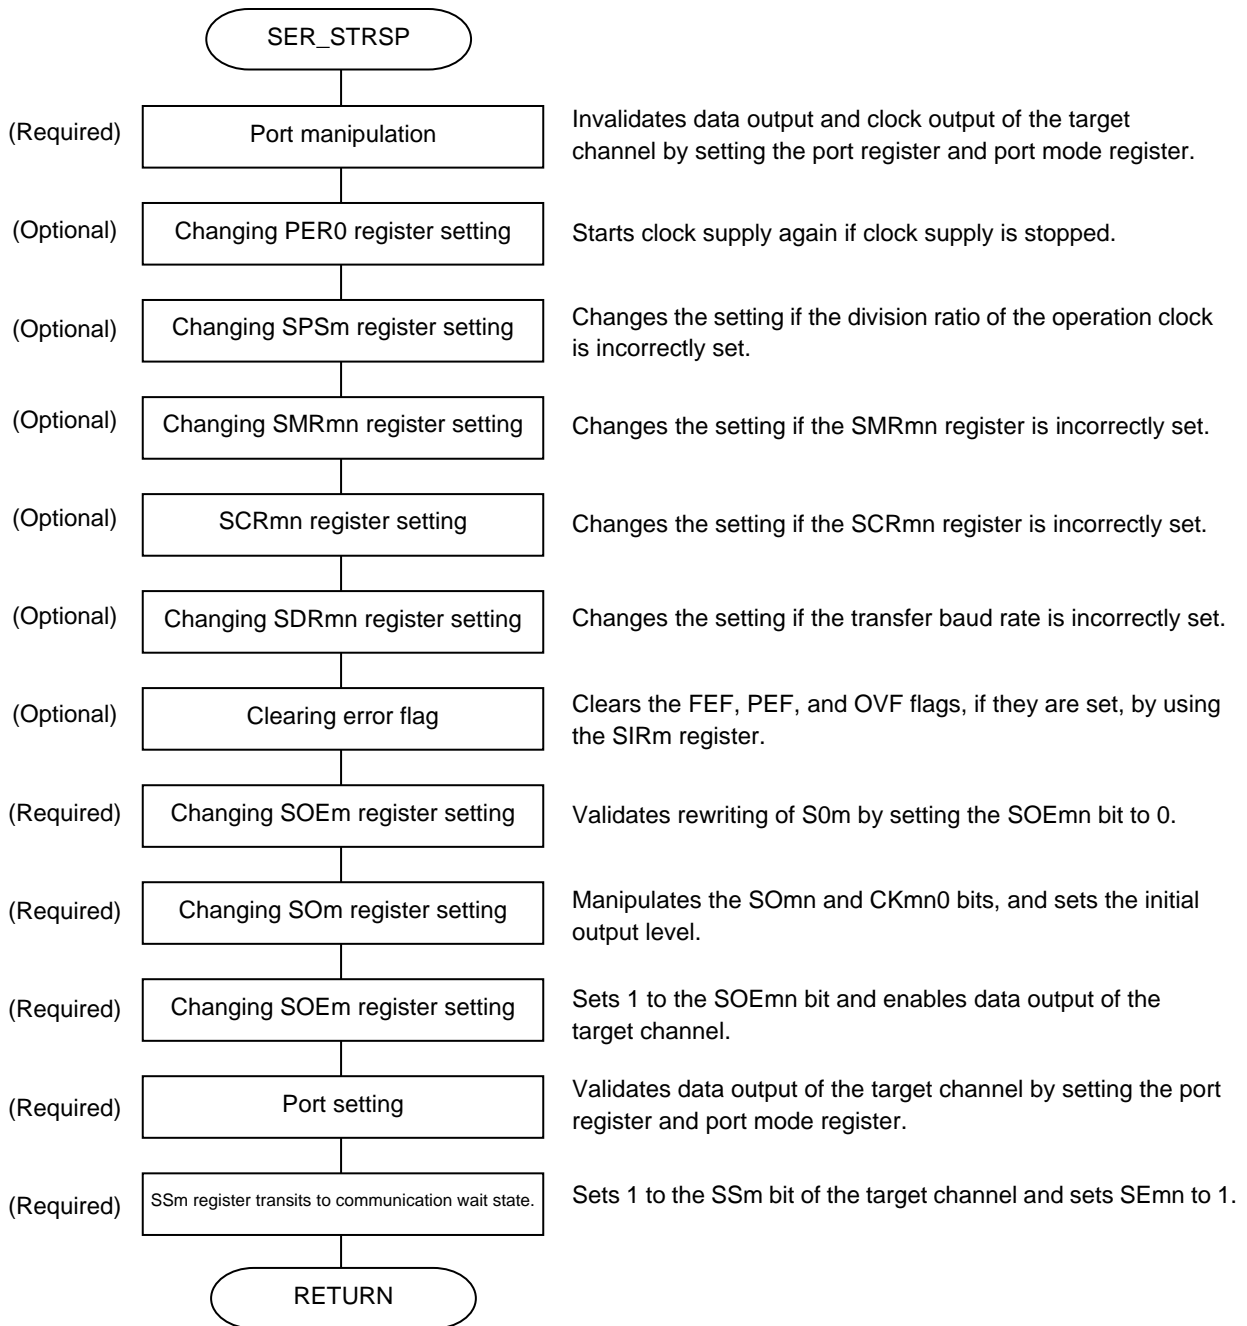 SER_STRSP
(Required)
Port manipulation
Invalidates data output and clock output of the target
channel by setting the port register and port mode register.
(Optional)
Changing PER0 register setting
Starts clock supply again if clock supply is stopped.
(Optional)
Changing SPSm register setting
Changes the setting if the division ratio of the operation clock
is incorrectly set.
(Optional)
Changing SMRmn register setting
Changes the setting if the SMRmn register is incorrectly set.
(Optional)
SCRmn register setting
Changes the setting if the SCRmn register is incorrectly set.
(Optional)
Changing SDRmn register setting
Changes the setting if the transfer baud rate is incorrectly set.
(Optional)
Clearing error flag
Clears the FEF, PEF, and OVF flags, if they are set, by using
the SIRm register.
(Required)
Changing SOEm register setting
Validates rewriting of S0m by setting the SOEmn bit to 0.
(Required)
Changing SOm register setting
Manipulates the SOmn and CKmn0 bits, and sets the initial
output level.
(Required)
Changing SOEm register setting
Sets 1 to the SOEmn bit and enables data output of the
target channel.
(Required)
Port setting
Validates data output of the target channel by setting the port
register and port mode register.
(Required)
SSm register transits to communication wait state.
Sets 1 to the SSm bit of the target channel and sets SEmn to 1.
RETURN